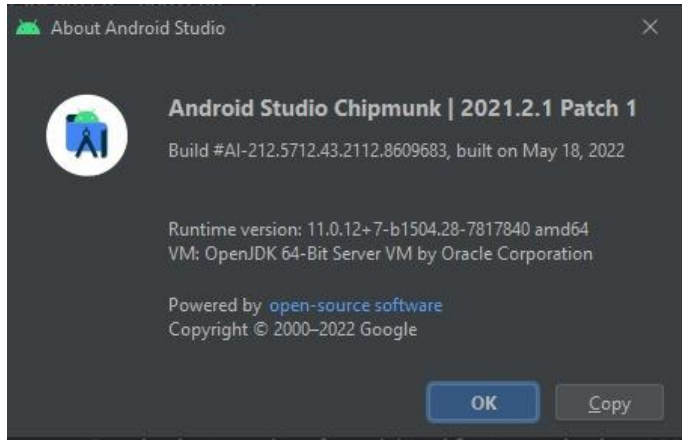 About Android Studio
Android Studio Chipmunk | 2021.2.1 Patch 1
Build #AI-212.5712.43.2112.8609683, built on May 18, 2022
Runtime version: 11.0.12+7-b1504.28-7817840 amd64
VM: OpenJDK 64-Bit Server VM by Oracle Corporation
Powered by open-source software
Copyright © 2000–2022 Google
OK
Copy